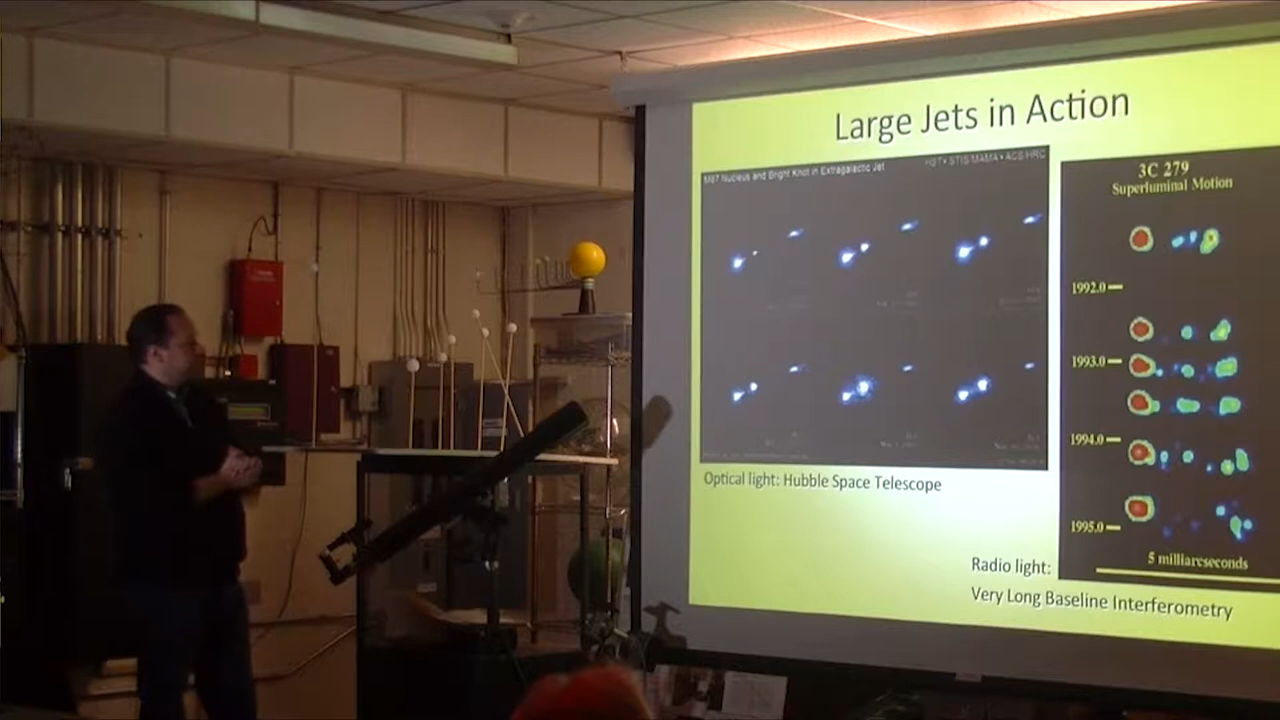 Large Jets in Action
M87 Nucleus and Bright Knot in Extragalactic Jet
HST • STIS MAMA • ACS HRC
3C 279
Superluminal Motion
1992.0
1993.0
1994.0
1995.0
5 milliarcseconds
Optical light: Hubble Space Telescope
Radio light:
Very Long Baseline Interferometry